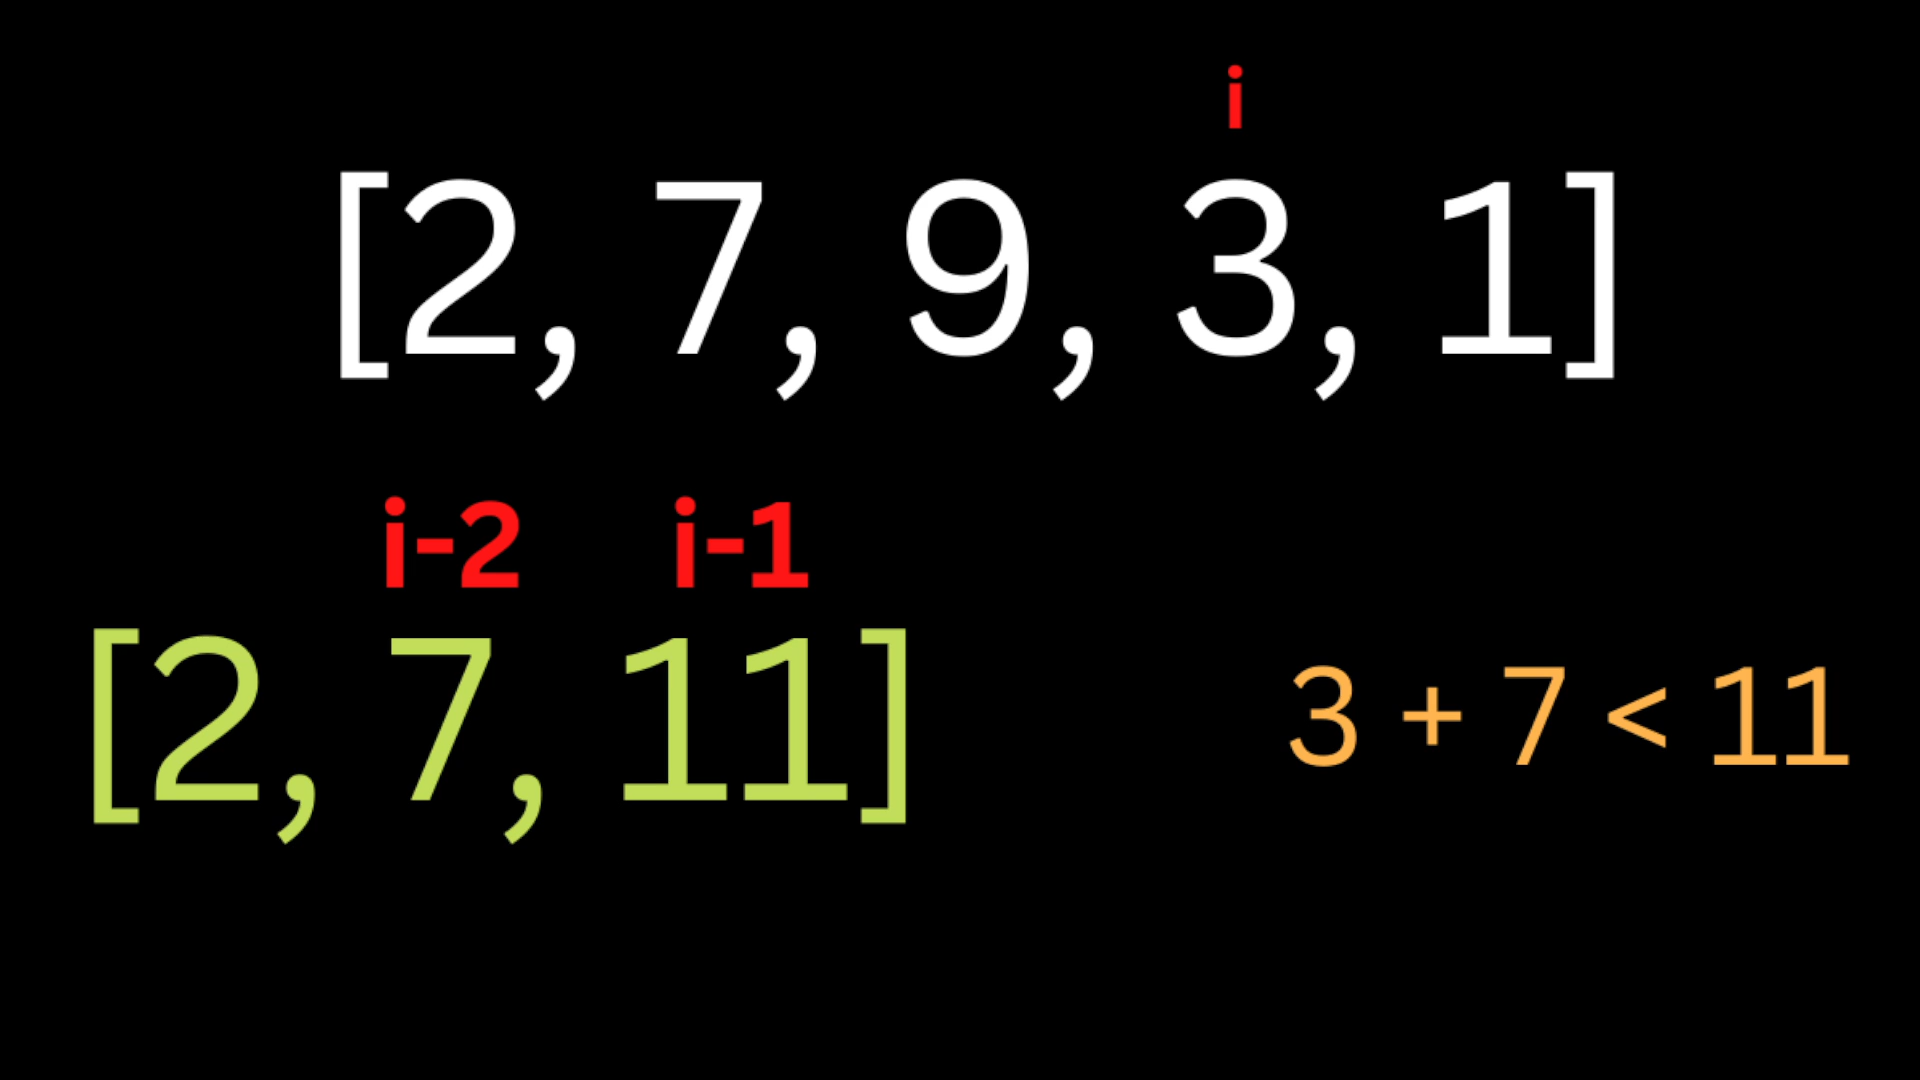 i
[2, 7, 9, 3, 1]
i-2 i-1
[2, 7, 11]
3 + 7 < 11